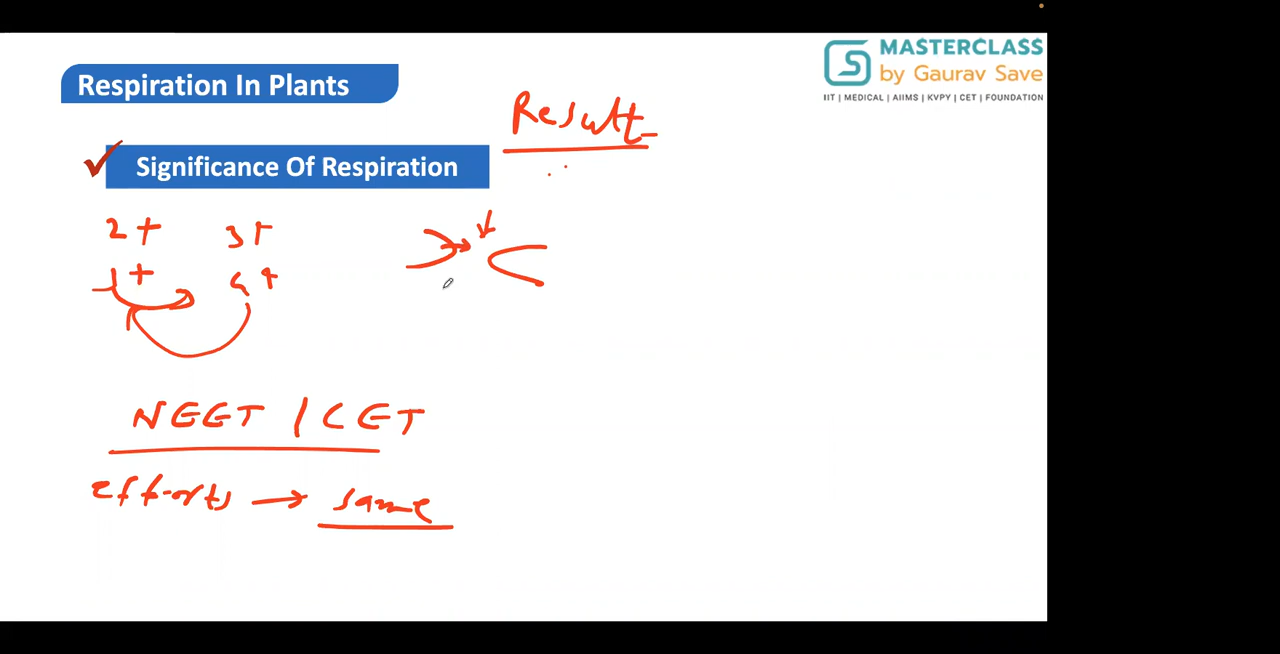 MASTERCLASS
by Gaurav Save
IIT | MEDICAL | AIIMS | KVPY | CET | FOUNDATION
Respiration In Plants
Result
Significance Of Respiration
2+ 3+
1+ 4+
NEET / CET
efforts → same